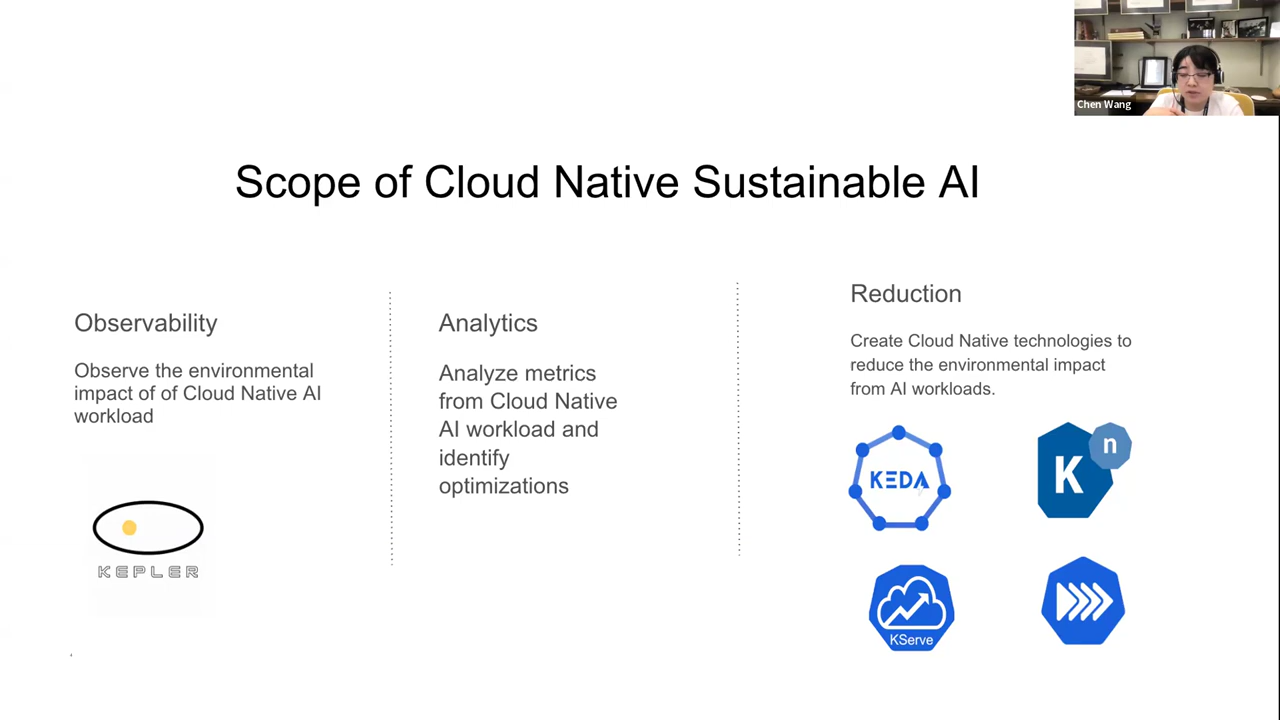 Chen Wang
Scope of Cloud Native Sustainable AI
Observability
Observe the environmental
impact of of Cloud Native AI
workload
KEPLER
Analytics
Analyze metrics
from Cloud Native
AI workload and
identify
optimizations
Reduction
Create Cloud Native technologies to
reduce the environmental impact
from AI workloads.
KEDA
K n
KServe